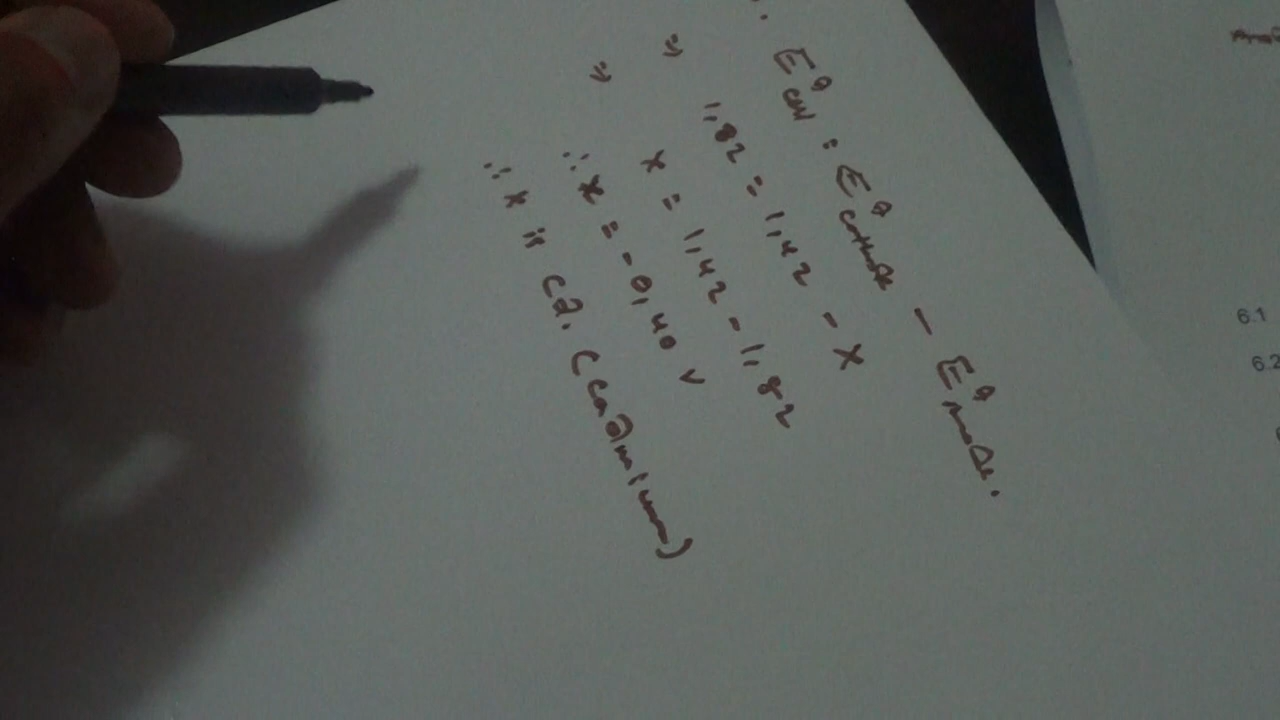 E°cell = E°cathode - E°anode.
⇒ 1,82 = 1,42 - x
⇒ x = 1,42 - 1,82
∴ x = -0,40 V
∴ x is Cd. (Cadmium)
6.1
6.2